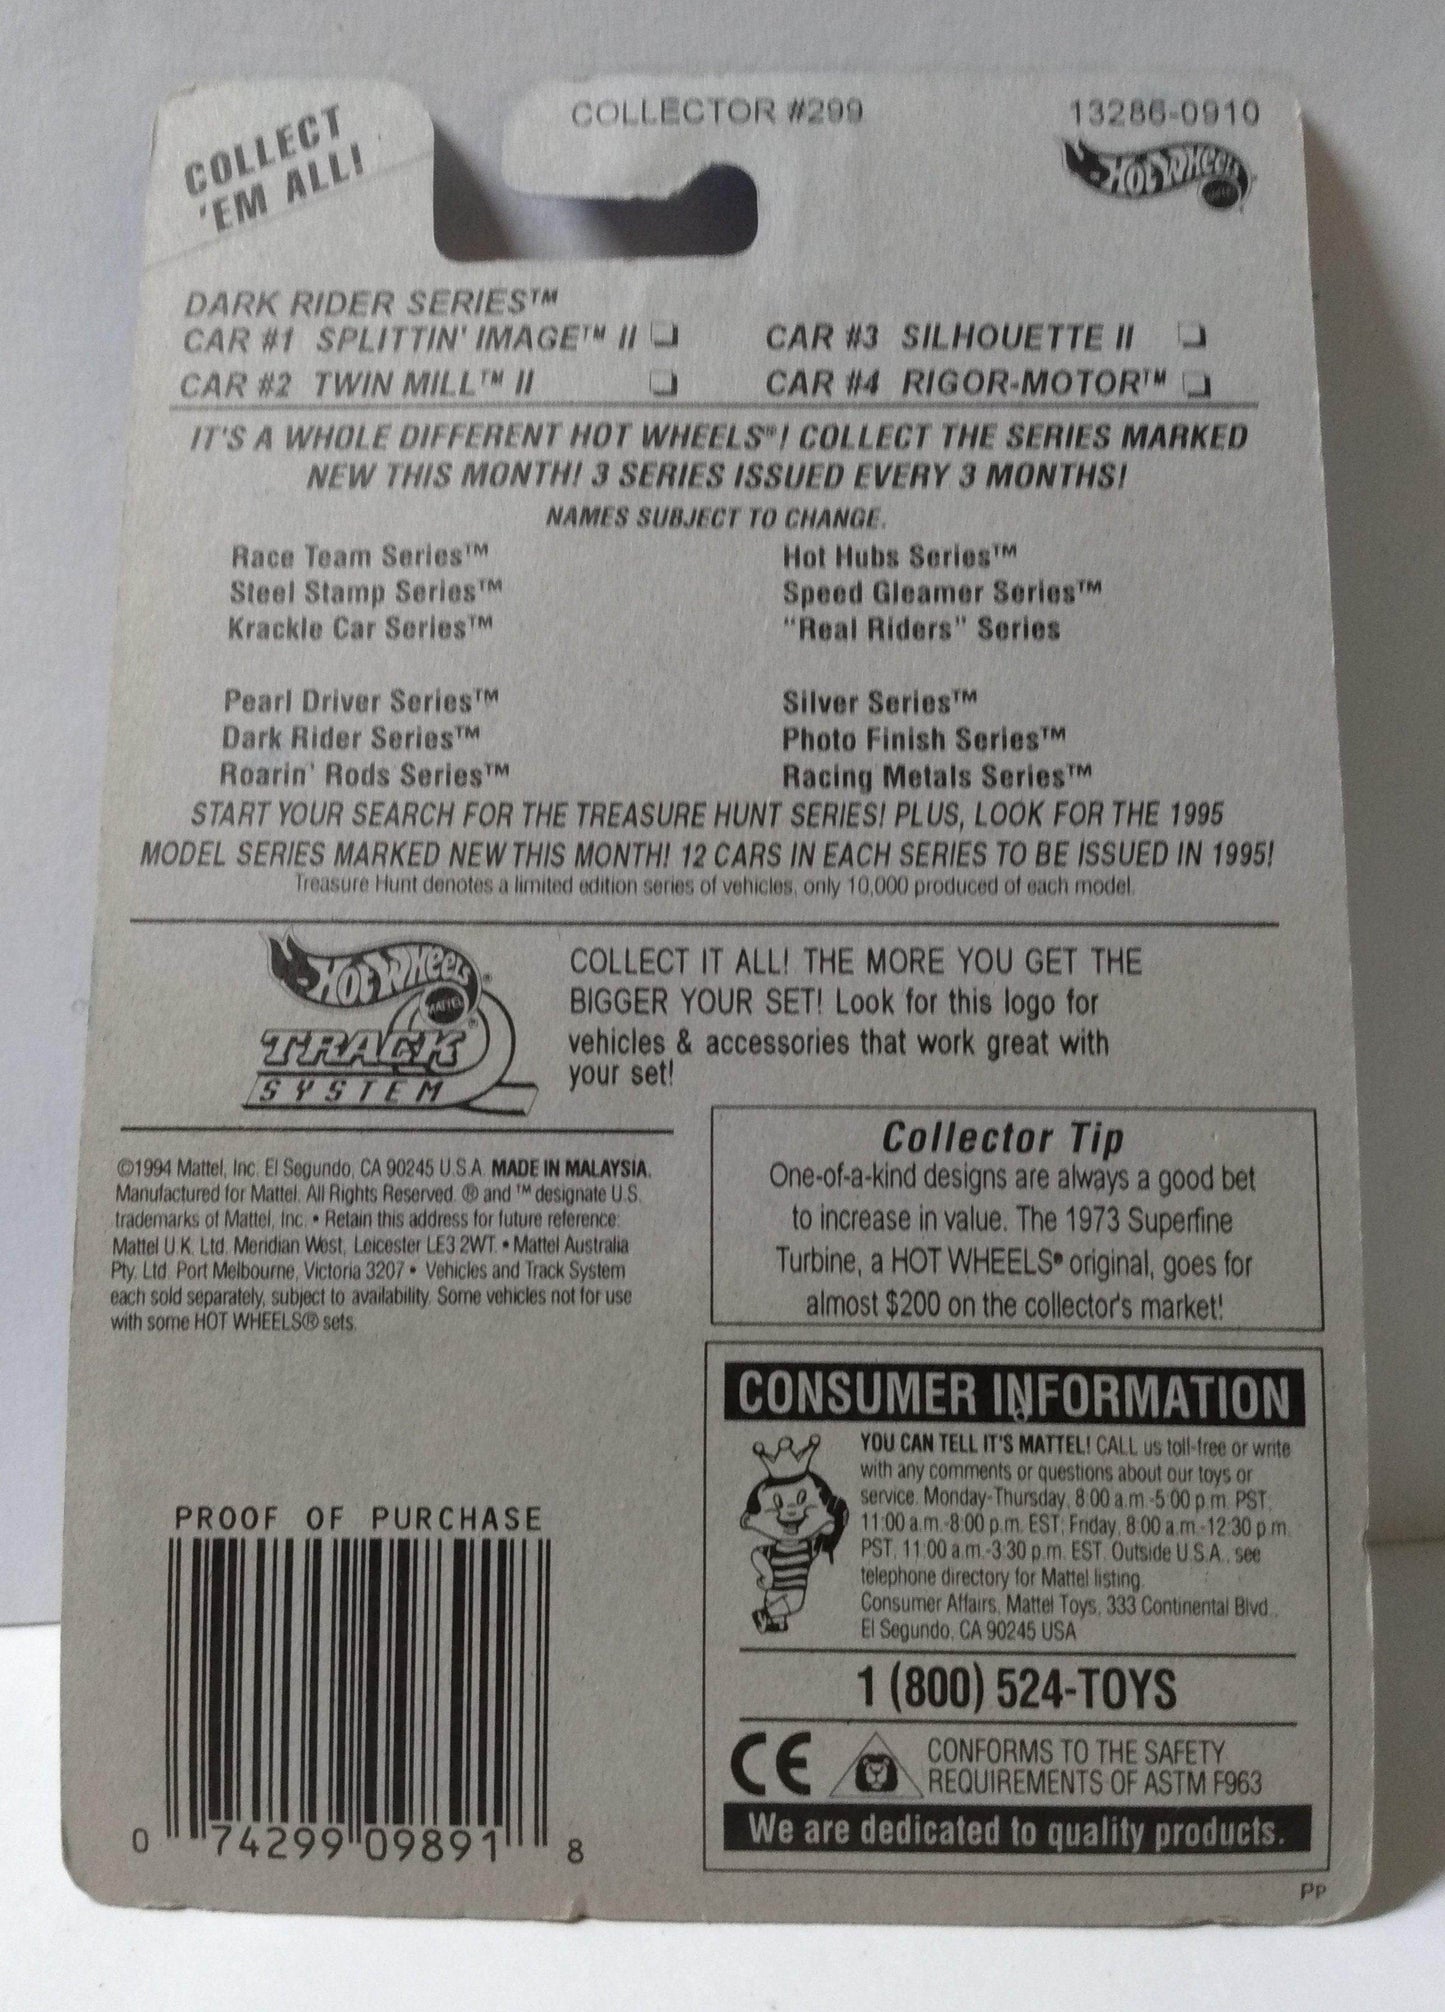 COLLECT
'EM ALL!
COLLECTOR #299
13286-0910
HOT WHEELS
DARK RIDER SERIES™
CAR #1 SPLITTIN' IMAGE™ II
CAR #3 SILHOUETTE II
CAR #2 TWIN MILL™ II
CAR #4 RIGOR-MOTOR™
IT'S A WHOLE DIFFERENT HOT WHEELS®! COLLECT THE SERIES MARKED
NEW THIS MONTH! 3 SERIES ISSUED EVERY 3 MONTHS!
NAMES SUBJECT TO CHANGE.
Race Team Series™
Steel Stamp Series™
Krackle Car Series™
Hot Hubs Series™
Speed Gleamer Series™
"Real Riders" Series
Pearl Driver Series™
Dark Rider Series™
Roarin' Rods Series™
Silver Series™
Photo Finish Series™
Racing Metals Series™
START YOUR SEARCH FOR THE TREASURE HUNT SERIES! PLUS, LOOK FOR THE 1995
MODEL SERIES MARKED NEW THIS MONTH! 12 CARS IN EACH SERIES TO BE ISSUED IN 1995!
Treasure Hunt denotes a limited edition series of vehicles, only 10,000 produced of each model.
HOT WHEELS®
MATTEL
TRACK®
SYSTEM
COLLECT IT ALL! THE MORE YOU GET THE
BIGGER YOUR SET! Look for this logo for
vehicles & accessories that work great with
your set!
©1994 Mattel, Inc. El Segundo, CA 90245 U.S.A. MADE IN MALAYSIA.
Manufactured for Mattel. All Rights Reserved. ® and ™ designate U.S.
trademarks of Mattel, Inc. • Retain this address for future reference:
Mattel U.K. Ltd. Meridian West, Leicester LE3 2WT. • Mattel Australia
Pty. Ltd. Port Melbourne, Victoria 3207 • Vehicles and Track System
each sold separately, subject to availability. Some vehicles not for use
with some HOT WHEELS® sets.
Collector Tip
One-of-a-kind designs are always a good bet
to increase in value. The 1973 Superfine
Turbine, a HOT WHEELS® original, goes for
almost $200 on the collector's market!
CONSUMER INFORMATION
YOU CAN TELL IT'S MATTEL! CALL us toll-free or write
with any comments or questions about our toys or
service. Monday-Thursday, 8:00 a.m.-5:00 p.m. PST;
11:00 a.m.-8:00 p.m. EST; Friday, 8:00 a.m.-12:30 p.m.
PST, 11:00 a.m.-3:30 p.m. EST. Outside U.S.A., see
telephone directory for Mattel listing.
Consumer Affairs, Mattel Toys, 333 Continental Blvd.,
El Segundo, CA 90245 USA
1 (800) 524-TOYS
CE
CONFORMS TO THE SAFETY
REQUIREMENTS OF ASTM F963
We are dedicated to quality products.
PP
PROOF OF PURCHASE
0 74299 09891 8